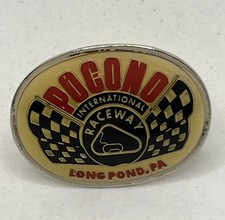 POCONO
INTERNATIONAL
RACEWAY
LONG POND, PA